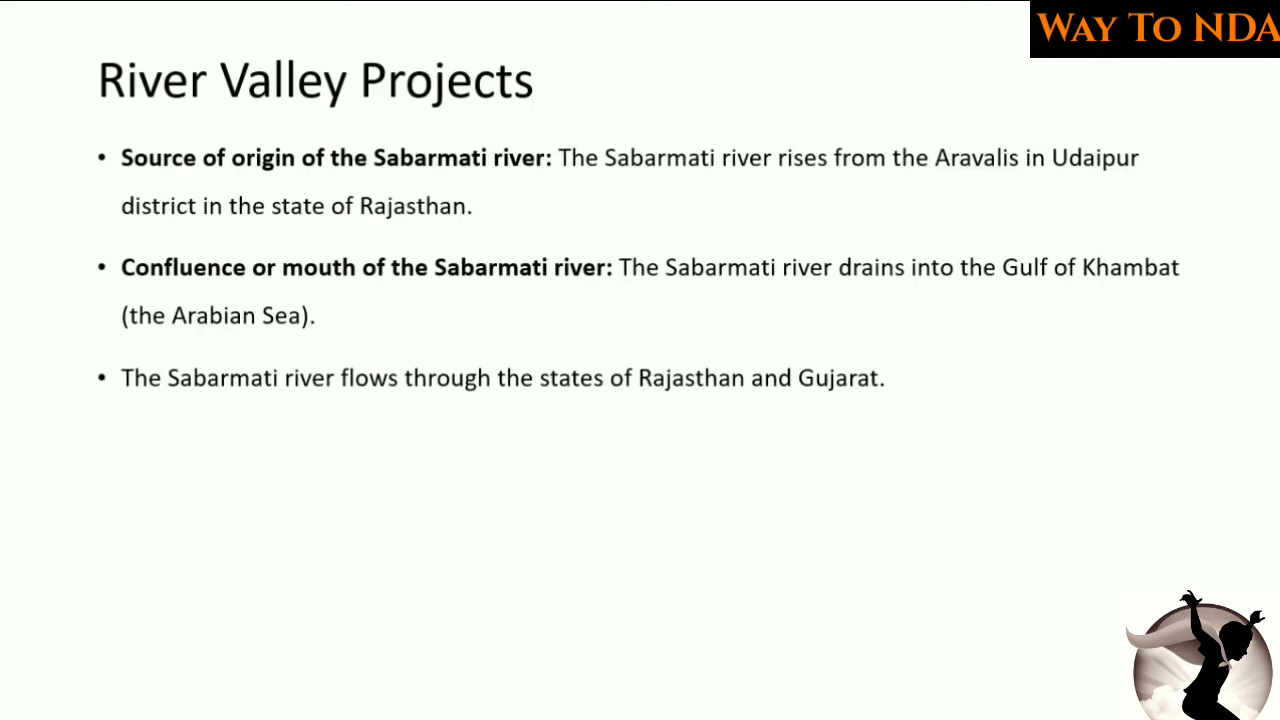 WAY TO NDA
River Valley Projects
• Source of origin of the Sabarmati river: The Sabarmati river rises from the Aravalis in Udaipur
district in the state of Rajasthan.
• Confluence or mouth of the Sabarmati river: The Sabarmati river drains into the Gulf of Khambat
(the Arabian Sea).
• The Sabarmati river flows through the states of Rajasthan and Gujarat.